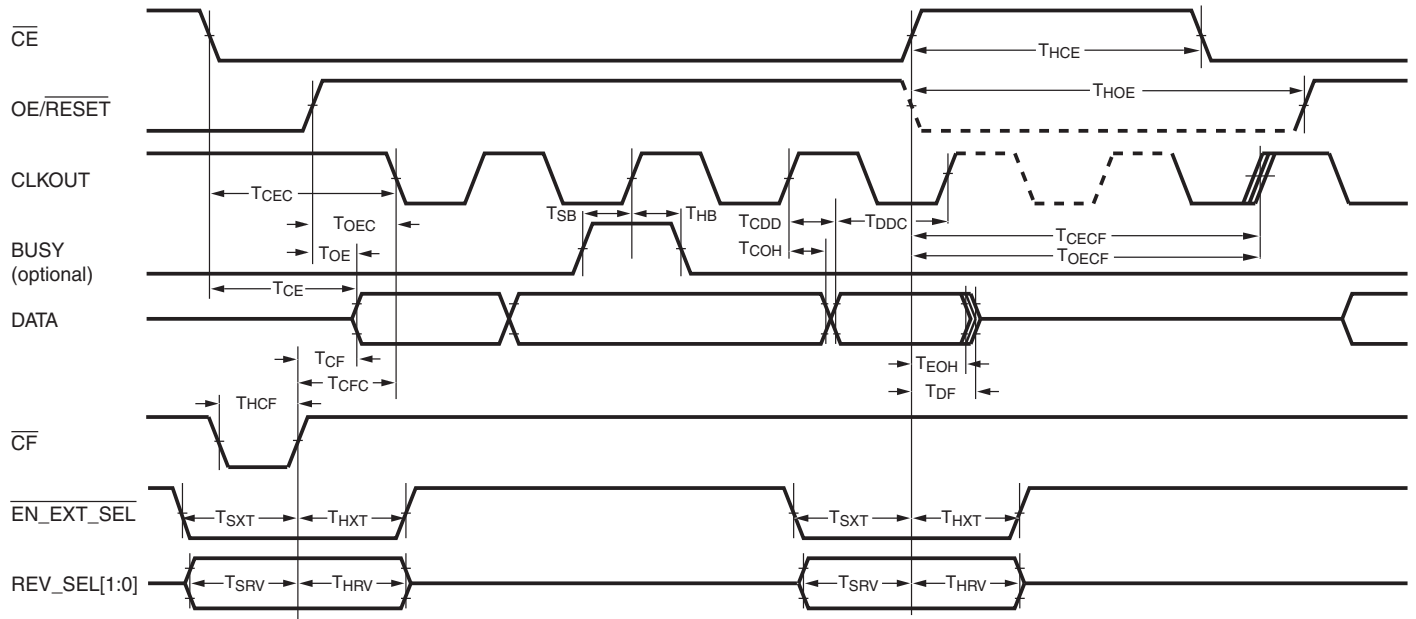 CE
THCE
OE/RESET
THOE
CLKOUT
TCEC
TSB THB TCDD TDDC
TOEC
TCECF
BUSY
(optional)
TOE
TCOH
TOECF
TCE
DATA
TCF
TEOH
TCFC
TDF
THCF
CF
EN_EXT_SEL
TSXT THXT TSXT THXT
REV_SEL[1:0]
TSRV THRV TSRV THRV